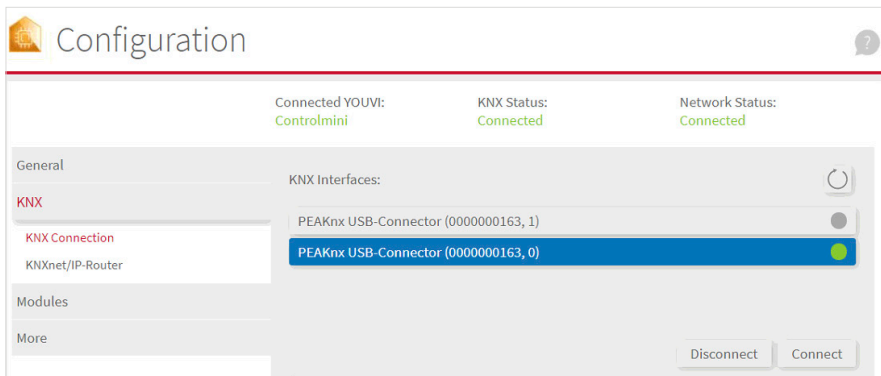 Configuration
?
Connected YOUVI:
Controlmini
KNX Status:
Connected
Network Status:
Connected
General
KNX
KNX Connection
KNXnet/IP-Router
Modules
More
KNX Interfaces:
PEAKnx USB-Connector (0000000163, 1)
PEAKnx USB-Connector (0000000163, 0)
Disconnect
Connect